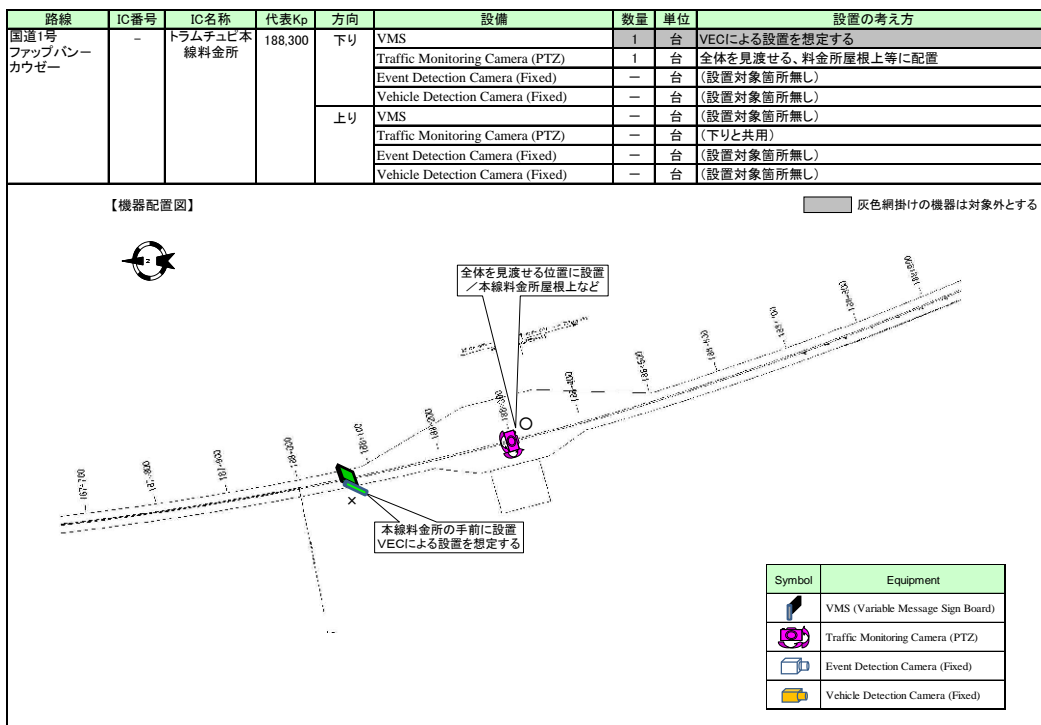 路線 IC番号 IC名称 代表Kp 方向 設備 数量 単位 設置の考え方
国道1号 ファップバンーカウゼー － トラムチュピ本線料金所 188,300 下り VMS 1 台 VECによる設置を想定する
Traffic Monitoring Camera (PTZ) 1 台 全体を見渡せる、料金所屋根上等に配置
Event Detection Camera (Fixed) － 台 (設置対象箇所無し)
Vehicle Detection Camera (Fixed) － 台 (設置対象箇所無し)
上り VMS － 台 (設置対象箇所無し)
Traffic Monitoring Camera (PTZ) － 台 (下りと共用)
Event Detection Camera (Fixed) － 台 (設置対象箇所無し)
Vehicle Detection Camera (Fixed) － 台 (設置対象箇所無し)
【機器配置図】
灰色網掛けの機器は対象外とする
全体を見渡せる位置に設置
／本線料金所屋根上など
本線料金所の手前に設置
VECによる設置を想定する
Symbol Equipment
VMS (Variable Message Sign Board)
Traffic Monitoring Camera (PTZ)
Event Detection Camera (Fixed)
Vehicle Detection Camera (Fixed)